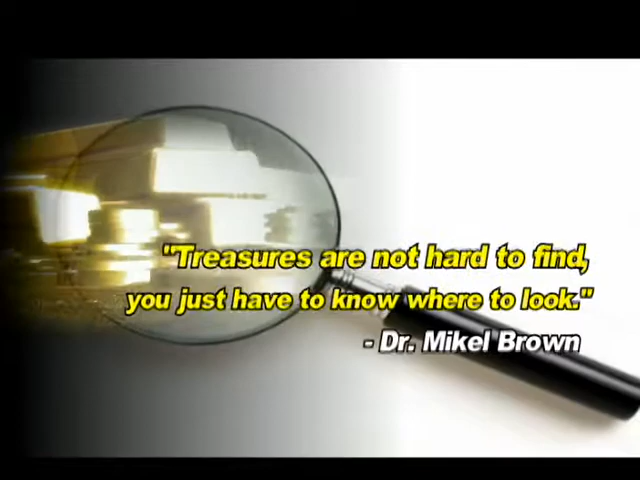 "Treasures are not hard to find,
you just have to know where to look."
- Dr. Mikel Brown